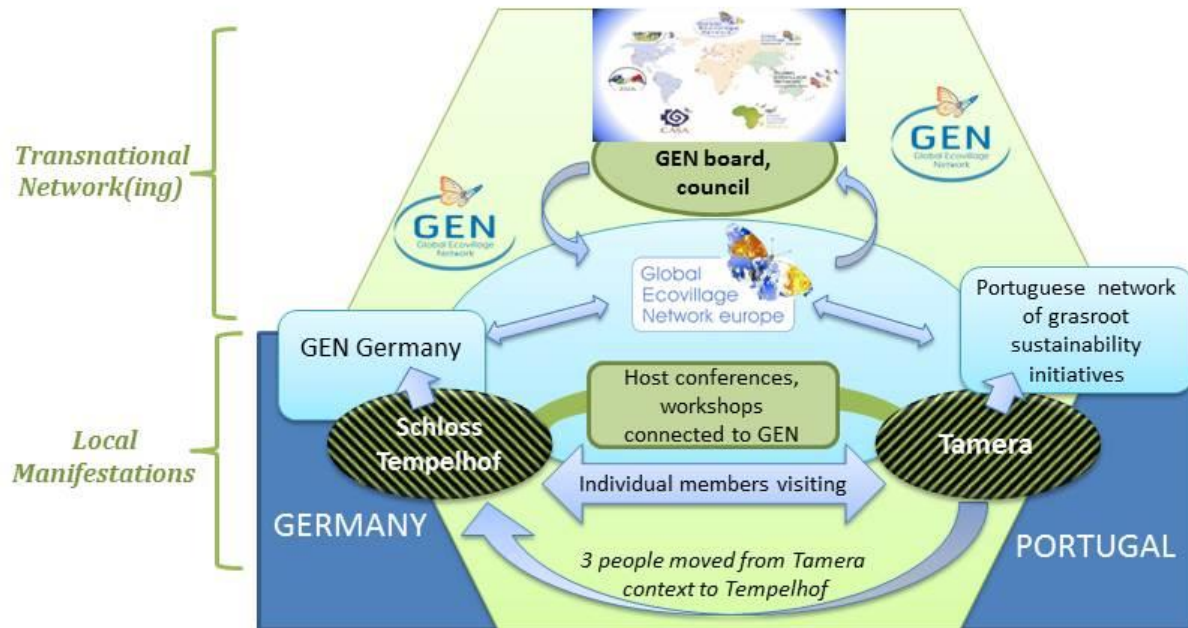 Transnational
Network(ing)
GEN board,
council
GEN
Global Ecovillage
Network
GEN
Global Ecovillage
Network
Global
Ecovillage
Network europe
Portuguese network
of grasroot
sustainability
initiatives
GEN Germany
Host conferences,
workshops
connected to GEN
Local
Manifestations
Schloss
Tempelhof
Tamera
Individual members visiting
GERMANY
PORTUGAL
3 people moved from Tamera
context to Tempelhof